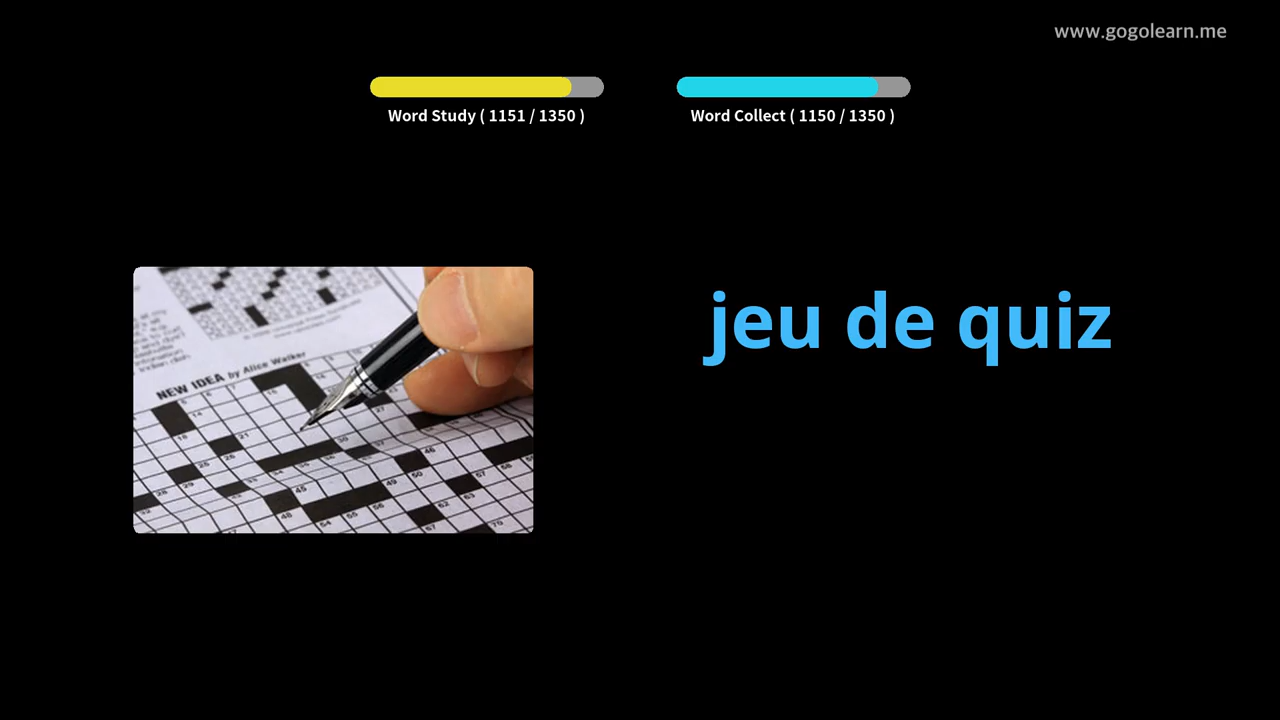 www.gogolearn.me
Word Study ( 1151 / 1350 )
Word Collect ( 1150 / 1350 )
jeu de quiz
NEW IDEA by Alice Walker